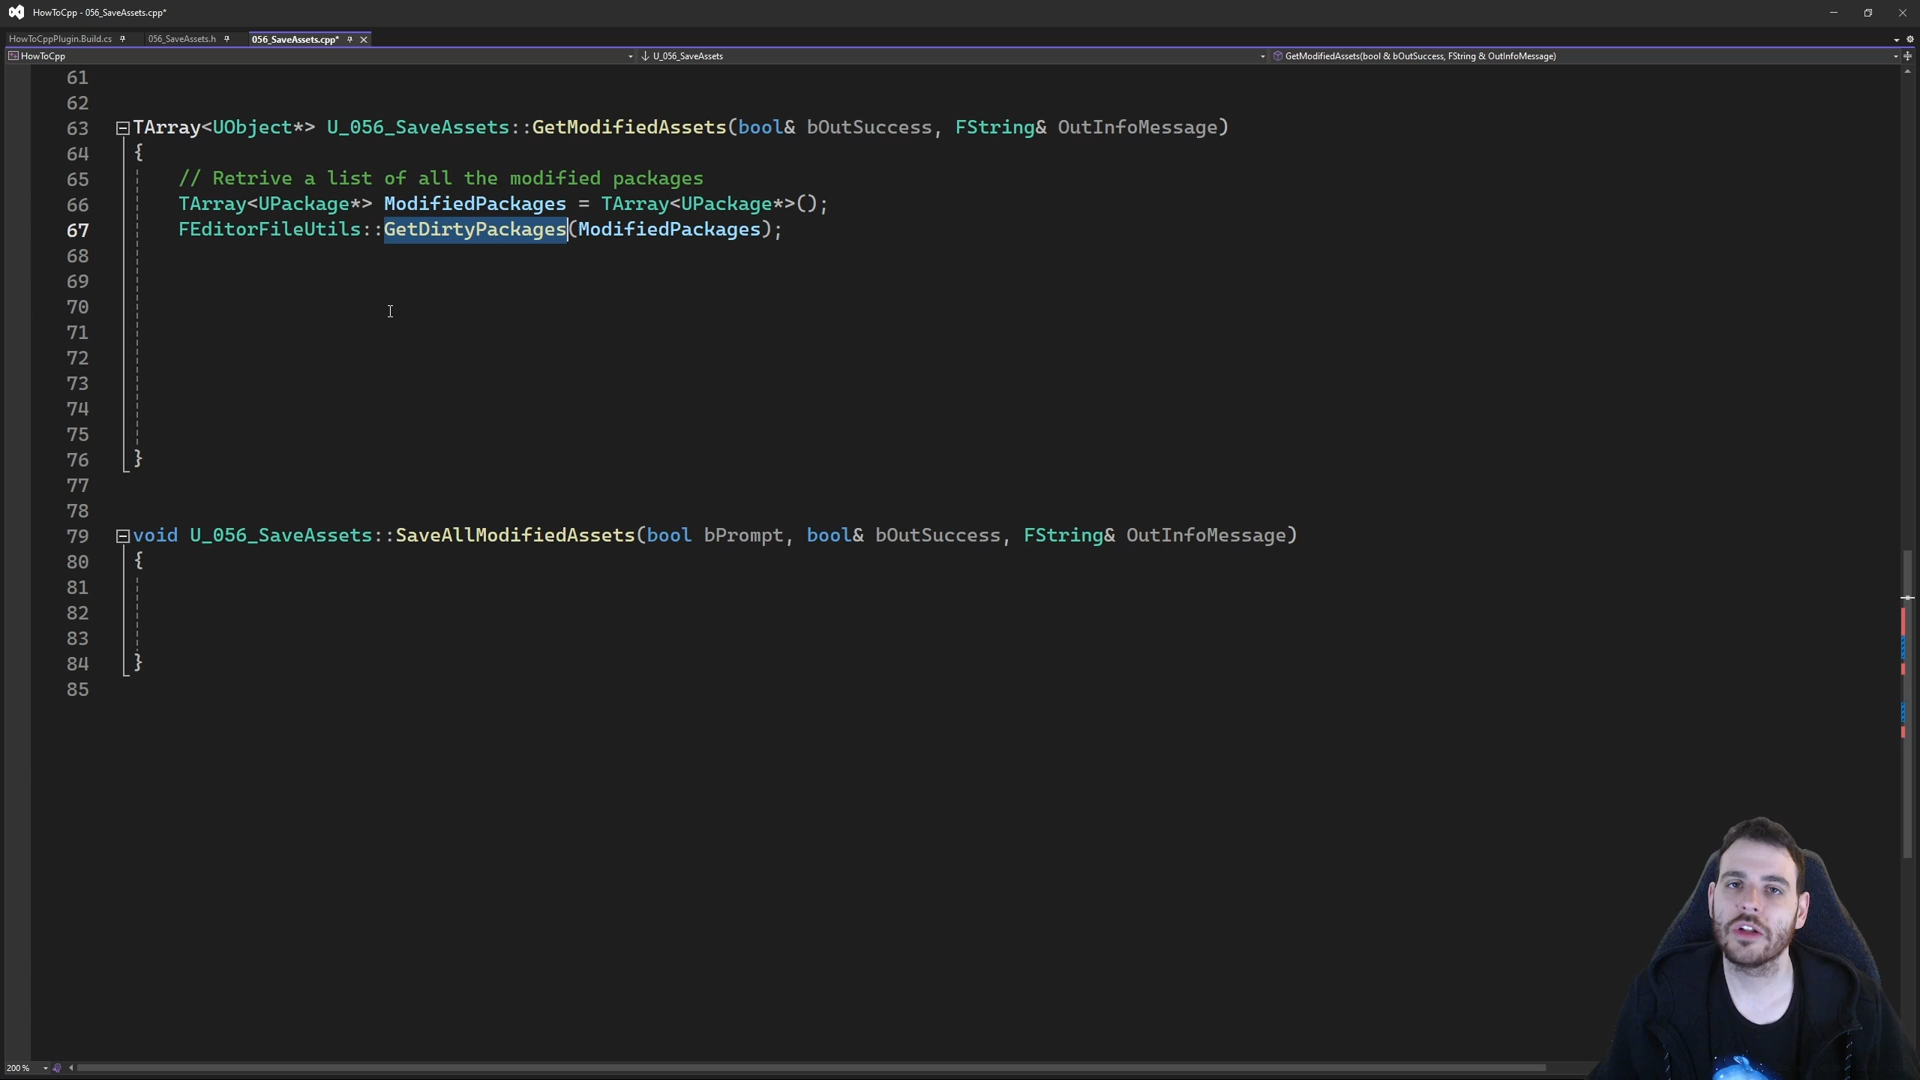 HowToCpp - 056_SaveAssets.cpp*
HowToCppPlugin.Build.cs 056_SaveAssets.h 056_SaveAssets.cpp*
HowToCpp U_056_SaveAssets GetModifiedAssets(bool & bOutSuccess, FString & OutInfoMessage)
61
62
63 TArray<UObject*> U_056_SaveAssets::GetModifiedAssets(bool& bOutSuccess, FString& OutInfoMessage)
64 {
65 // Retrive a list of all the modified packages
66 TArray<UPackage*> ModifiedPackages = TArray<UPackage*>();
67 FEditorFileUtils::GetDirtyPackages(ModifiedPackages);
68
69
70
71
72
73
74
75
76 }
77
78
79 void U_056_SaveAssets::SaveAllModifiedAssets(bool bPrompt, bool& bOutSuccess, FString& OutInfoMessage)
80 {
81
82
83
84 }
85
200 %